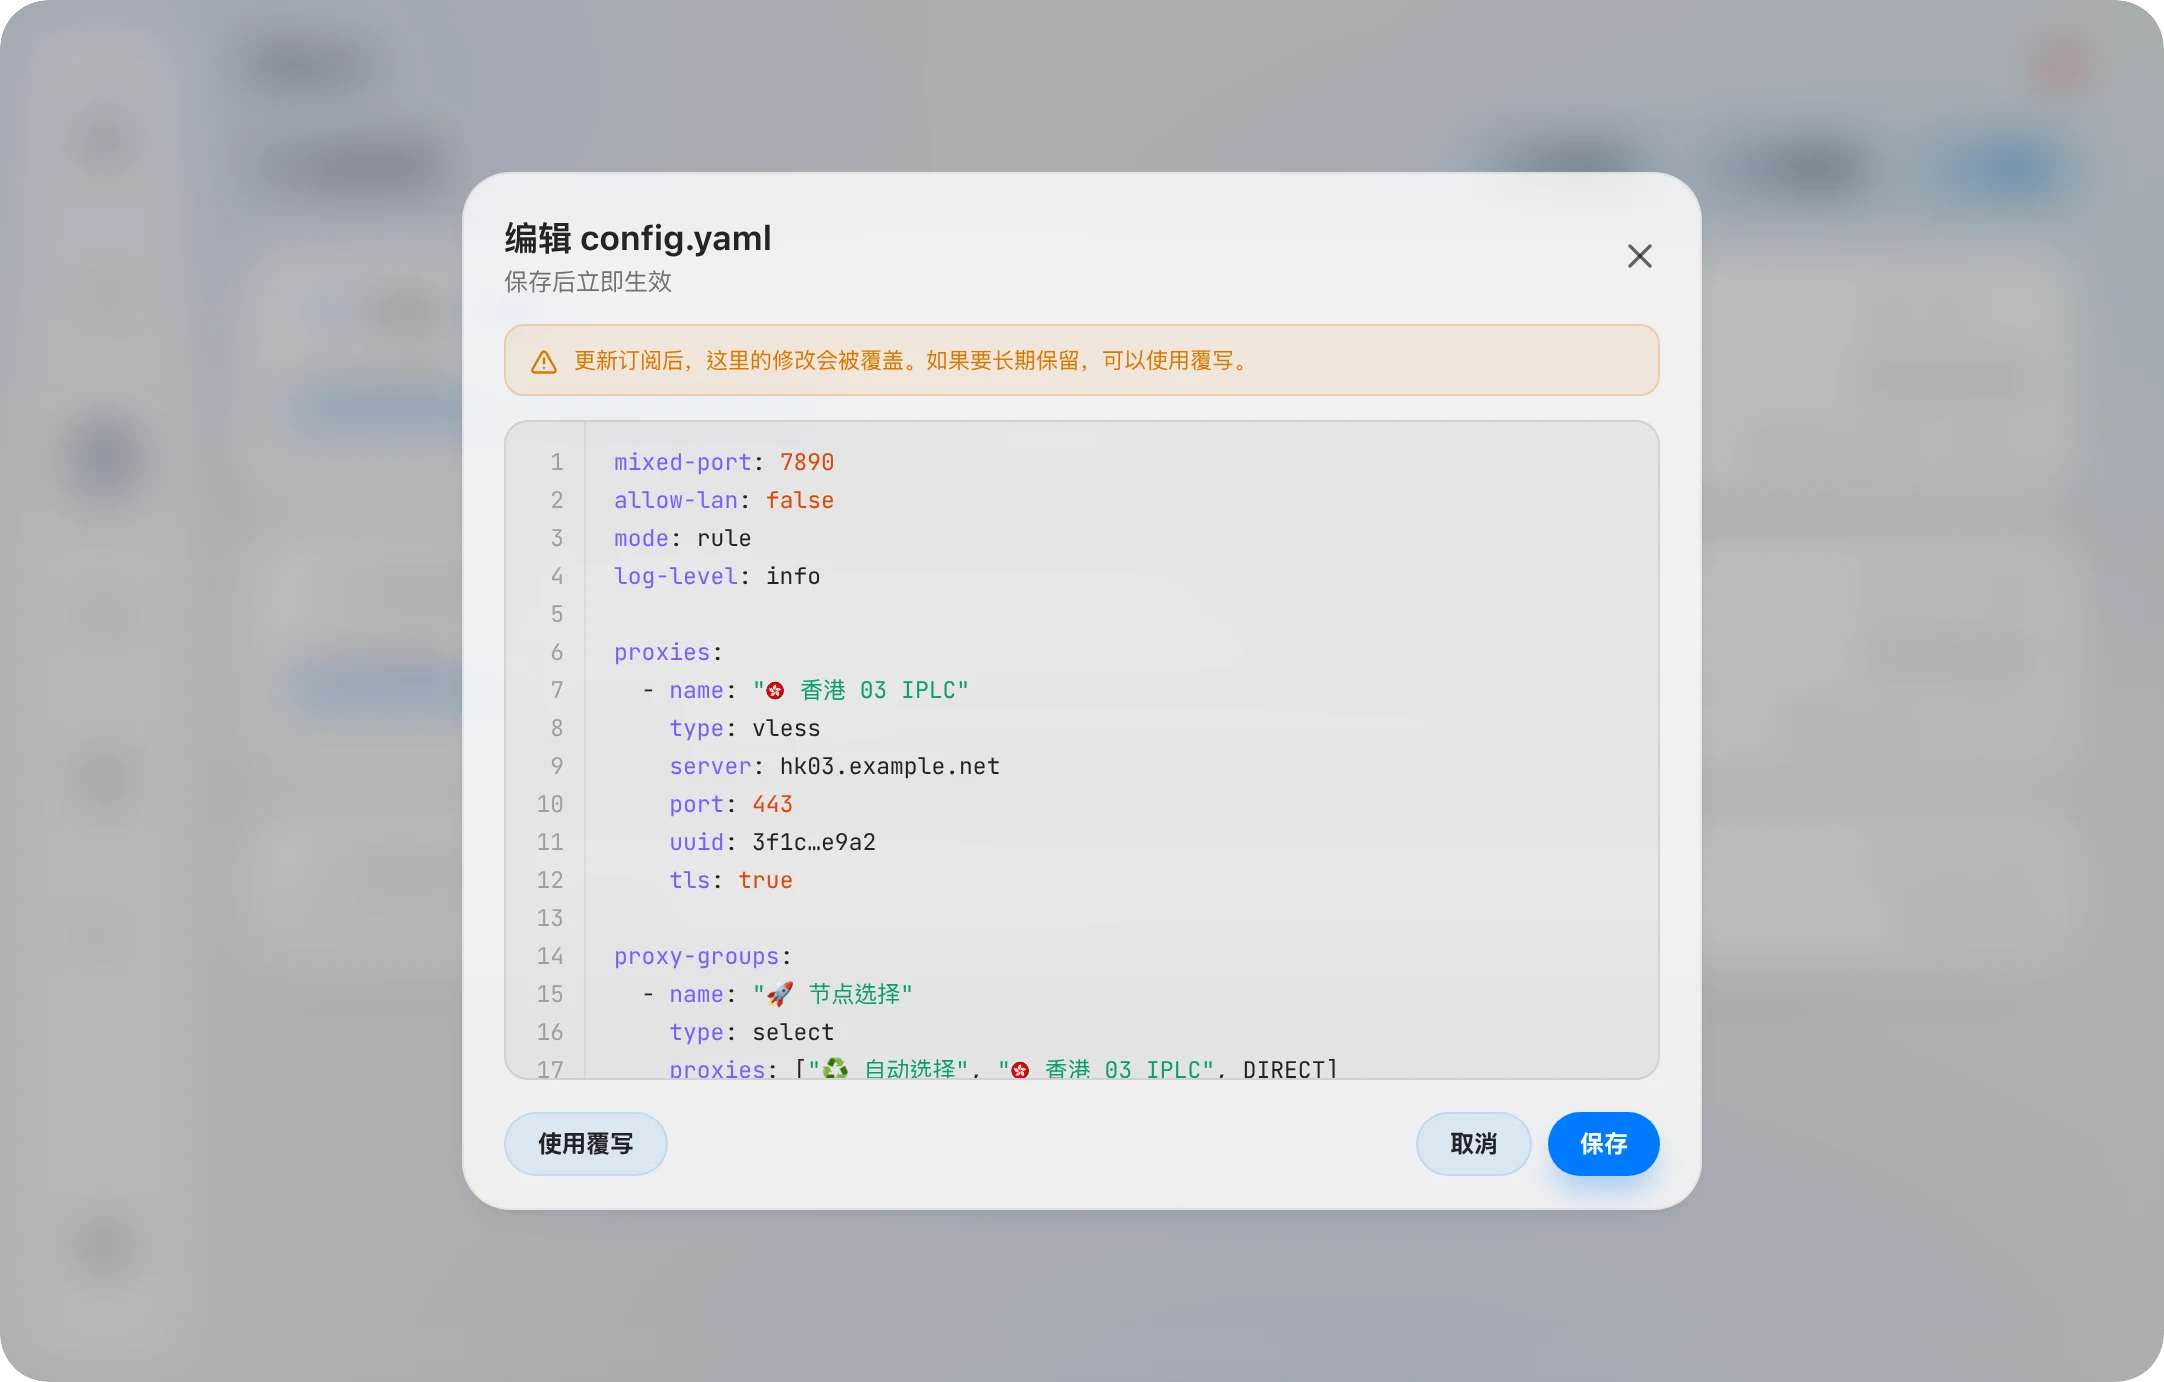 编辑 config.yaml
保存后立即生效
更新订阅后，这里的修改会被覆盖。如果要长期保留，可以使用覆写。
1 mixed-port: 7890
2 allow-lan: false
3 mode: rule
4 log-level: info
5
6 proxies:
7   - name: "🇭🇰 香港 03 IPLC"
8     type: vless
9     server: hk03.example.net
10     port: 443
11     uuid: 3f1c…e9a2
12     tls: true
13
14 proxy-groups:
15   - name: "🚀 节点选择"
16     type: select
17     proxies: ["♻️ 自动选择", "🇭🇰 香港 03 IPLC", DIRECT]
使用覆写
取消
保存